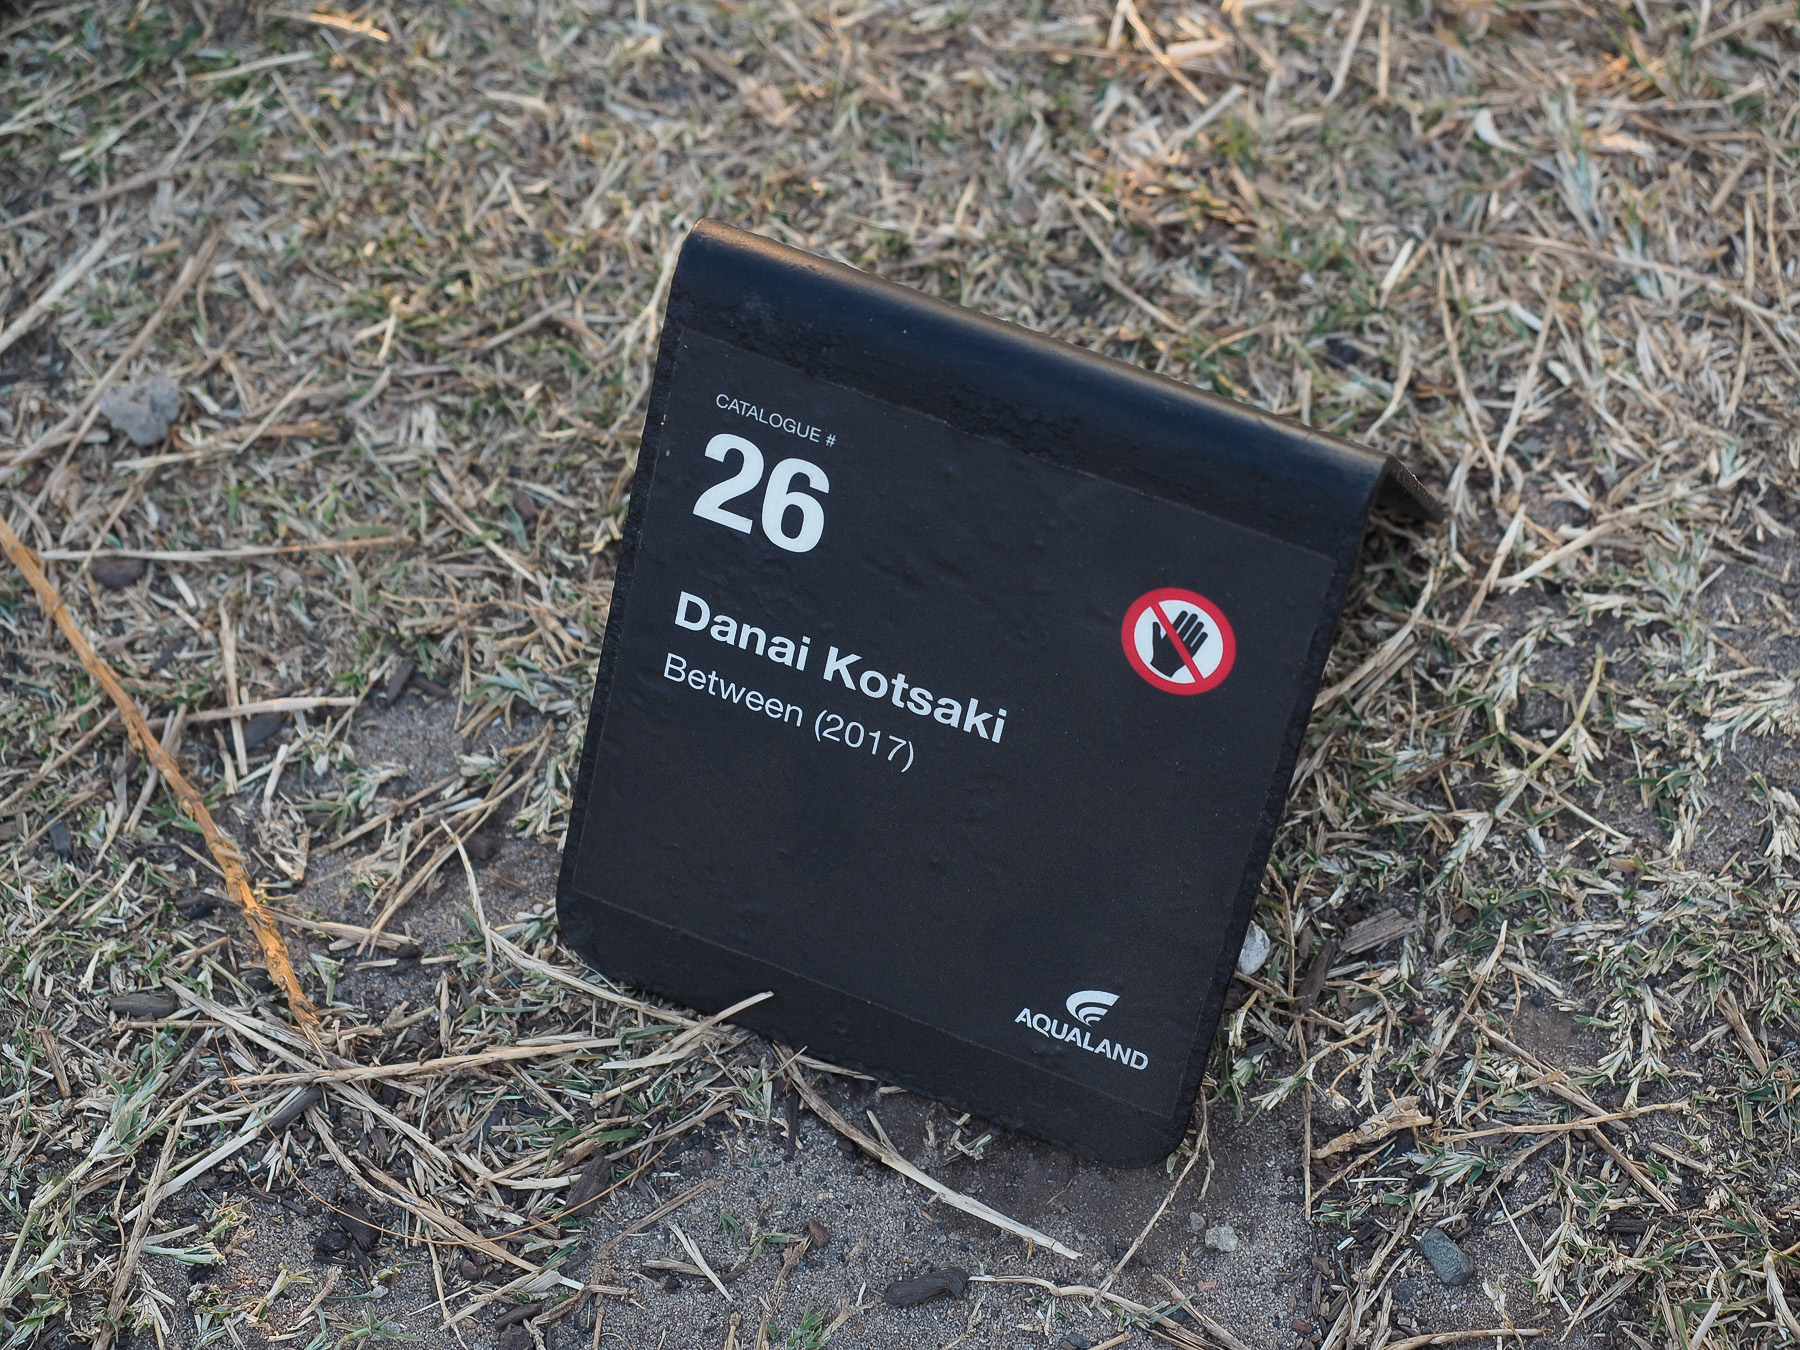 CATALOGUE #
26
Danai Kotsaki
Between (2017)
AQUALAND